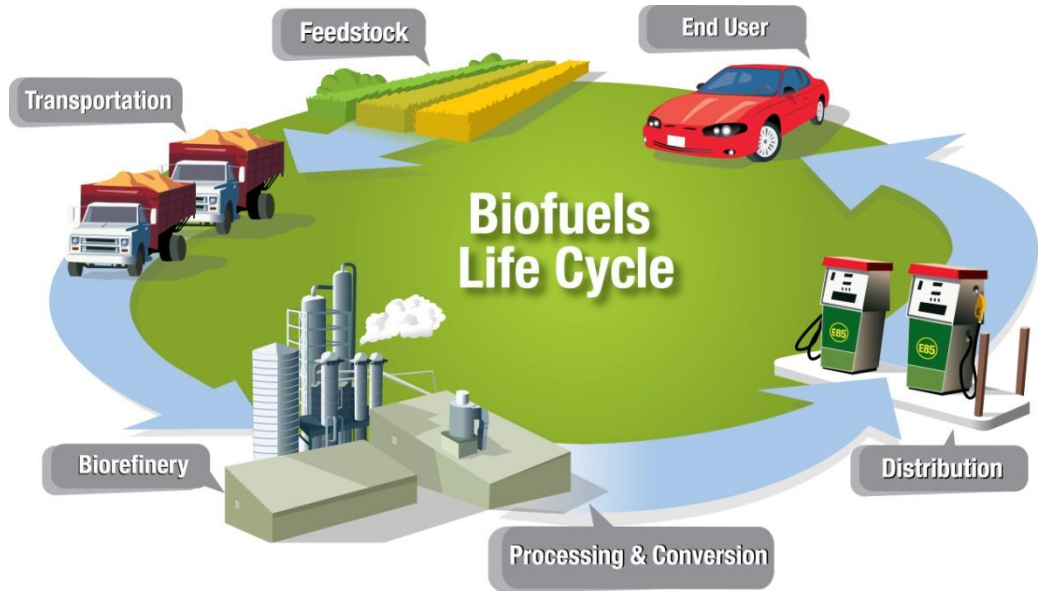 Feedstock
End User
Transportation
Biofuels
Life Cycle
E85
E85
Biorefinery
Distribution
Processing & Conversion